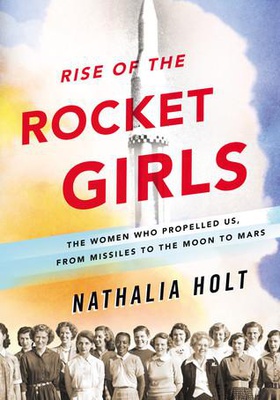 RISE OF THE
ROCKET
GIRLS
THE WOMEN WHO PROPELLED US,
FROM MISSILES TO THE MOON TO MARS
NATHALIA HOLT